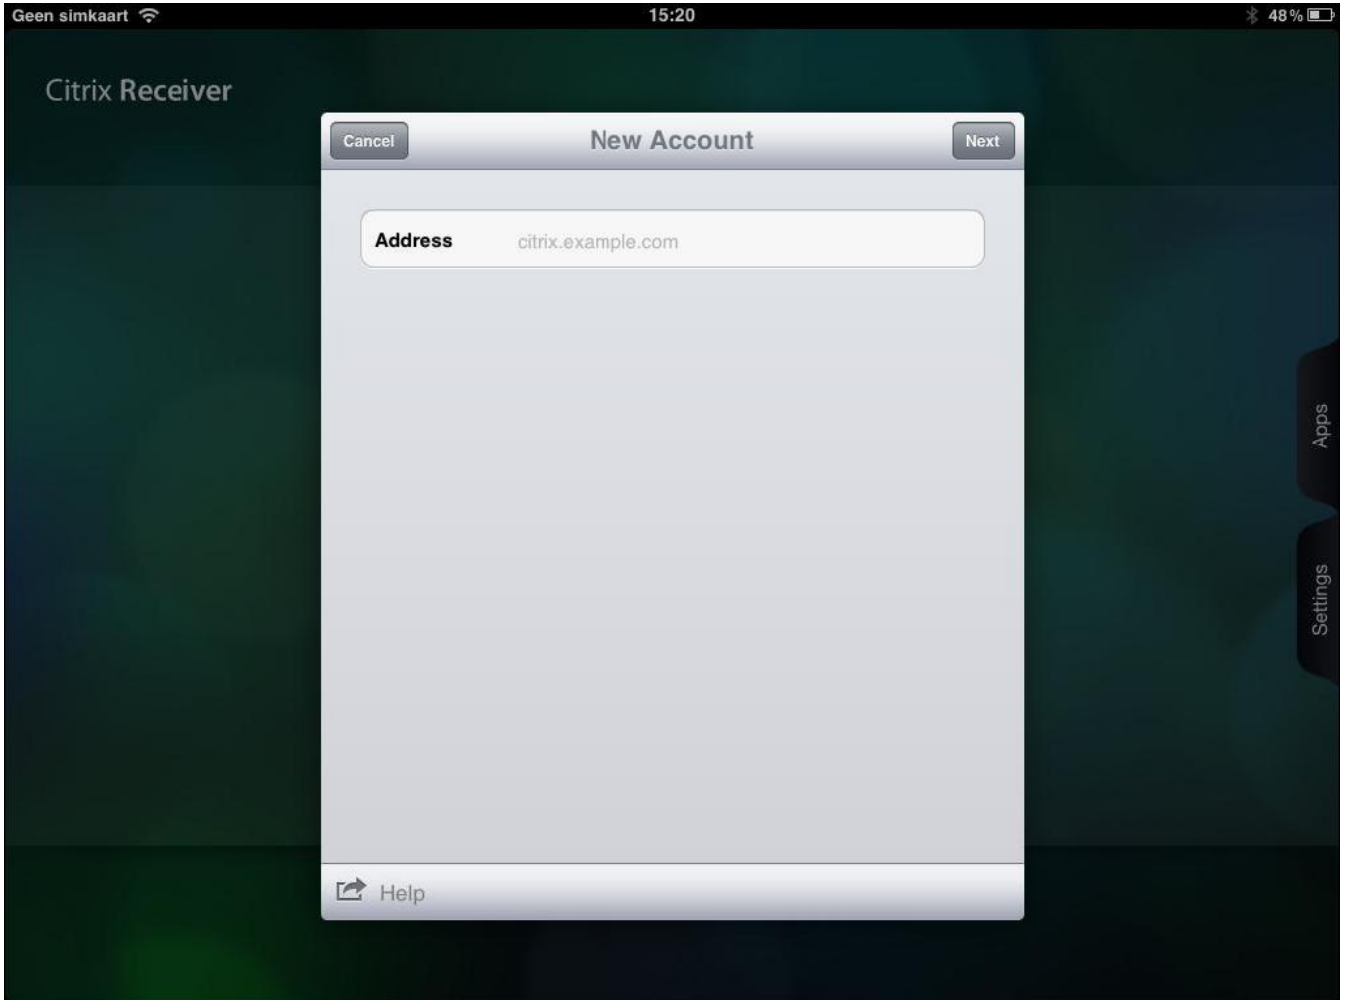 Geen simkaart 15:20 48%
Citrix Receiver
Cancel New Account Next
Address citrix.example.com
Apps
Settings
Help